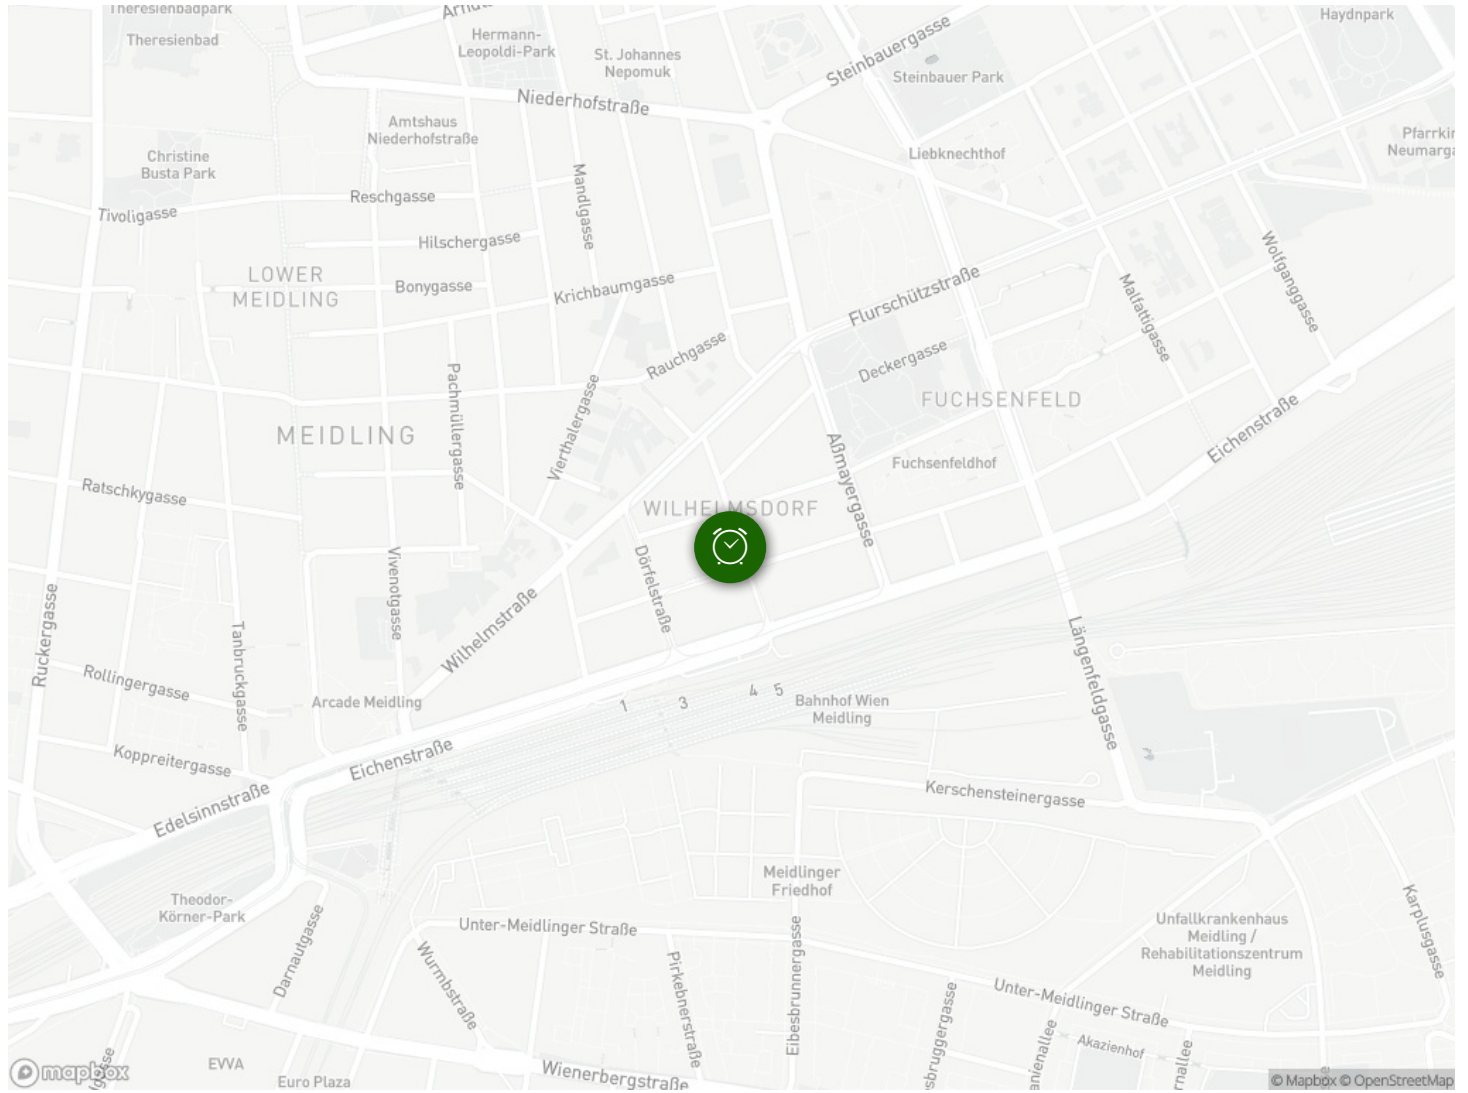 Theresienbadpark
Theresienbad
Hermann-
Leopoldi-Park
St. Johannes
Nepomuk
Steinbauergasse
Steinbauer Park
Haydnpark
Niederhofstraße
Amtshaus
Niederhofstraße
Christine
Busta Park
Liebknechthof
Mandlgasse
Reschgasse
Tivoligasse
Hilschergasse
LOWER
MEIDLING
Bonygasse
Krichbaumgasse
Flurschützstraße
Wolfganggasse
Malfattigasse
Rauchgasse
Deckergasse
Pachmüllergasse
Vierthalergasse
FUCHSENFELD
MEIDLING
Aßmayergasse
Eichenstraße
Fuchsenfeldhof
Ratschkygasse
WILHELMSDORF
Dörfelstraße
Vivenotgasse
Wilhelmstraße
Ruckergasse
Tanbruckgasse
Rollingergasse
Längenfeldgasse
Arcade Meidling
1
3
4
5
Bahnhof Wien
Meidling
Koppreitergasse
Eichenstraße
Edelsinnstraße
Kerschensteinergasse
Meidlinger
Friedhof
Theodor-
Körner-Park
Darnautgasse
Unter-Meidlinger Straße
Wurmbstraße
Pirkebnerstraße
Eibesbrunnergasse
Unfallkrankenhaus
Meidling /
Rehabilitationszentrum
Meidling
Karplusgasse
Unter-Meidlinger Straße
Akazienhof
EVVA
Euro Plaza
Wienerbergstraße
mapbox
© Mapbox © OpenStreetMap